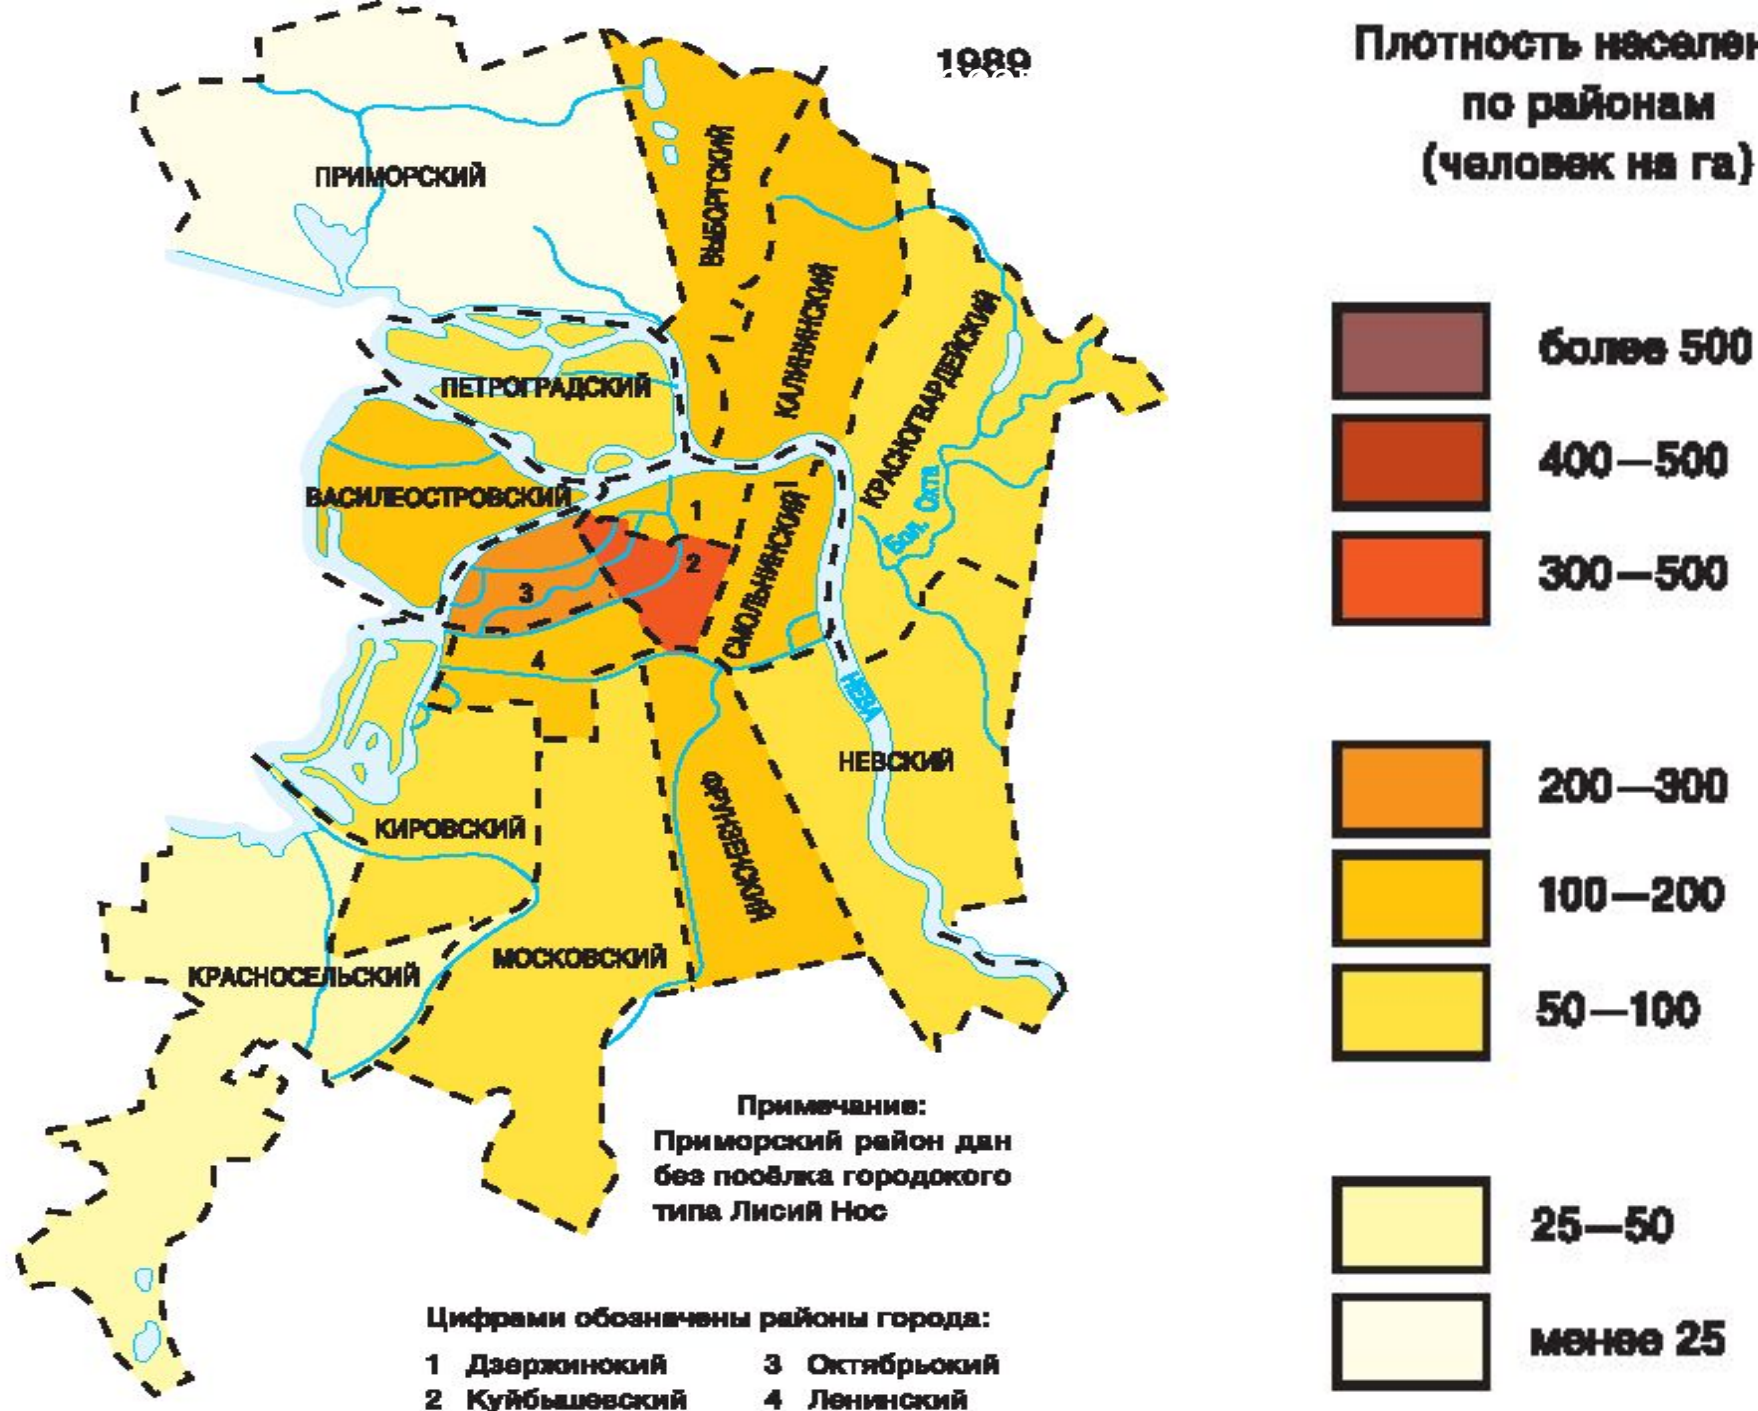 1989
Плотность населен
по районам
(человек на га)
ПРИМОРСКИЙ
ВЫБОРГСКИЙ
КАЛИНИНСКИЙ
КРАСНОГВАРДЕЙСКИЙ
ПЕТРОГРАДСКИЙ
ВАСИЛЕОСТРОВСКИЙ
1
СМОЛЬНИНСКИЙ
Бол. Охта
2
3
4
НЕВА
НЕВСКИЙ
ФРУНЗЕНСКИЙ
КИРОВСКИЙ
МОСКОВСКИЙ
КРАСНОСЕЛЬСКИЙ
более 500
400—500
300—500
200—300
100—200
50—100
25—50
менее 25
Примечание:
Приморский район дан
без посёлка городского
типа Лисий Нос
Цифрами обозначены районы города:
1 Дзержинский 3 Октябрьский
2 Куйбышевский 4 Ленинский